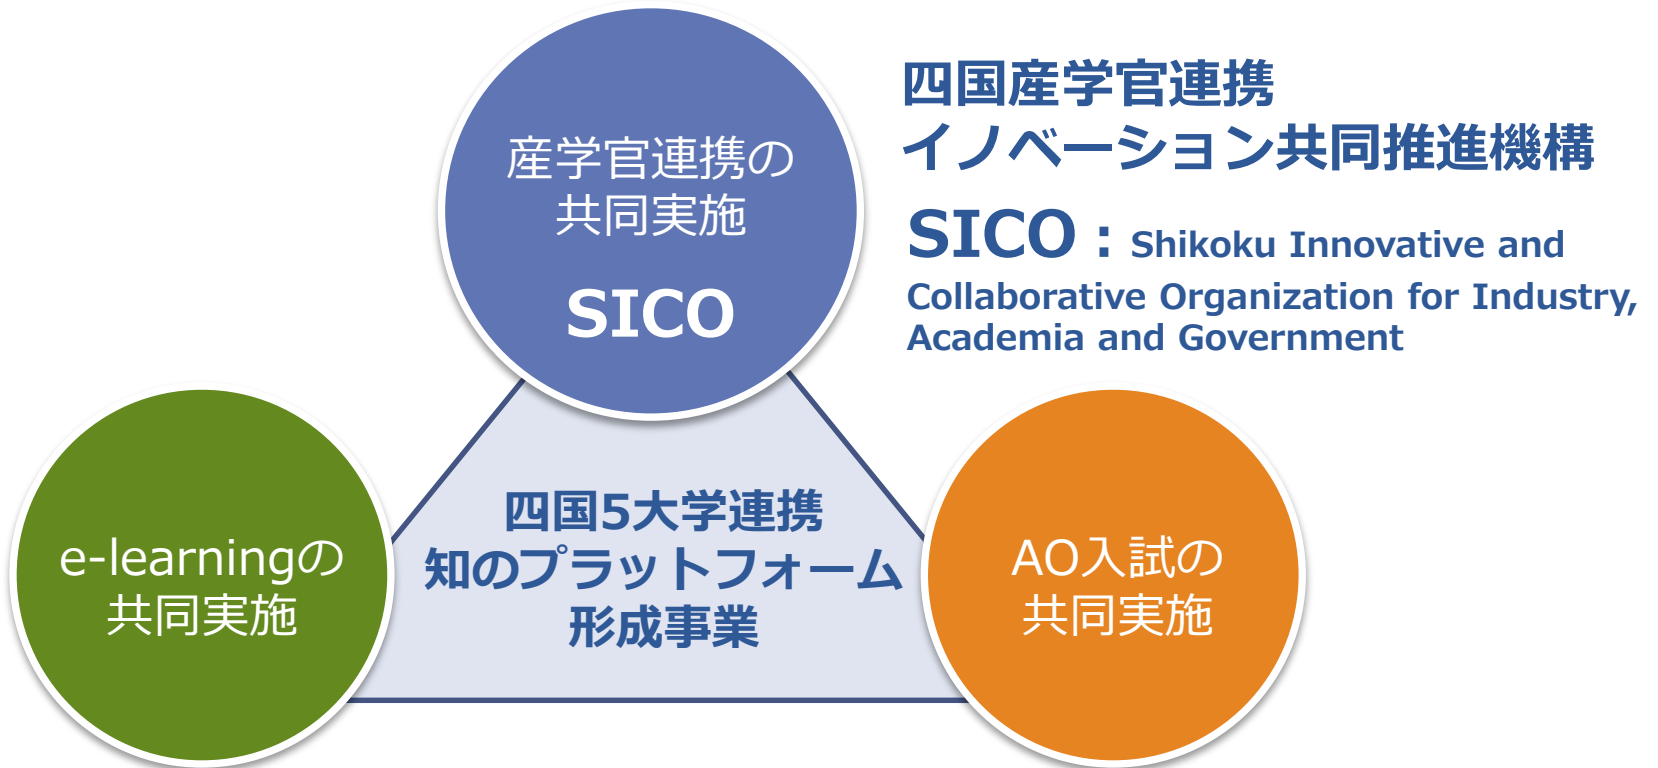 産学官連携の
共同実施
SICO
四国産学官連携
イノベーション共同推進機構
SICO：Shikoku Innovative and
Collaborative Organization for Industry,
Academia and Government
四国5大学連携
知のプラットフォーム
形成事業
e-learningの
共同実施
AO入試の
共同実施